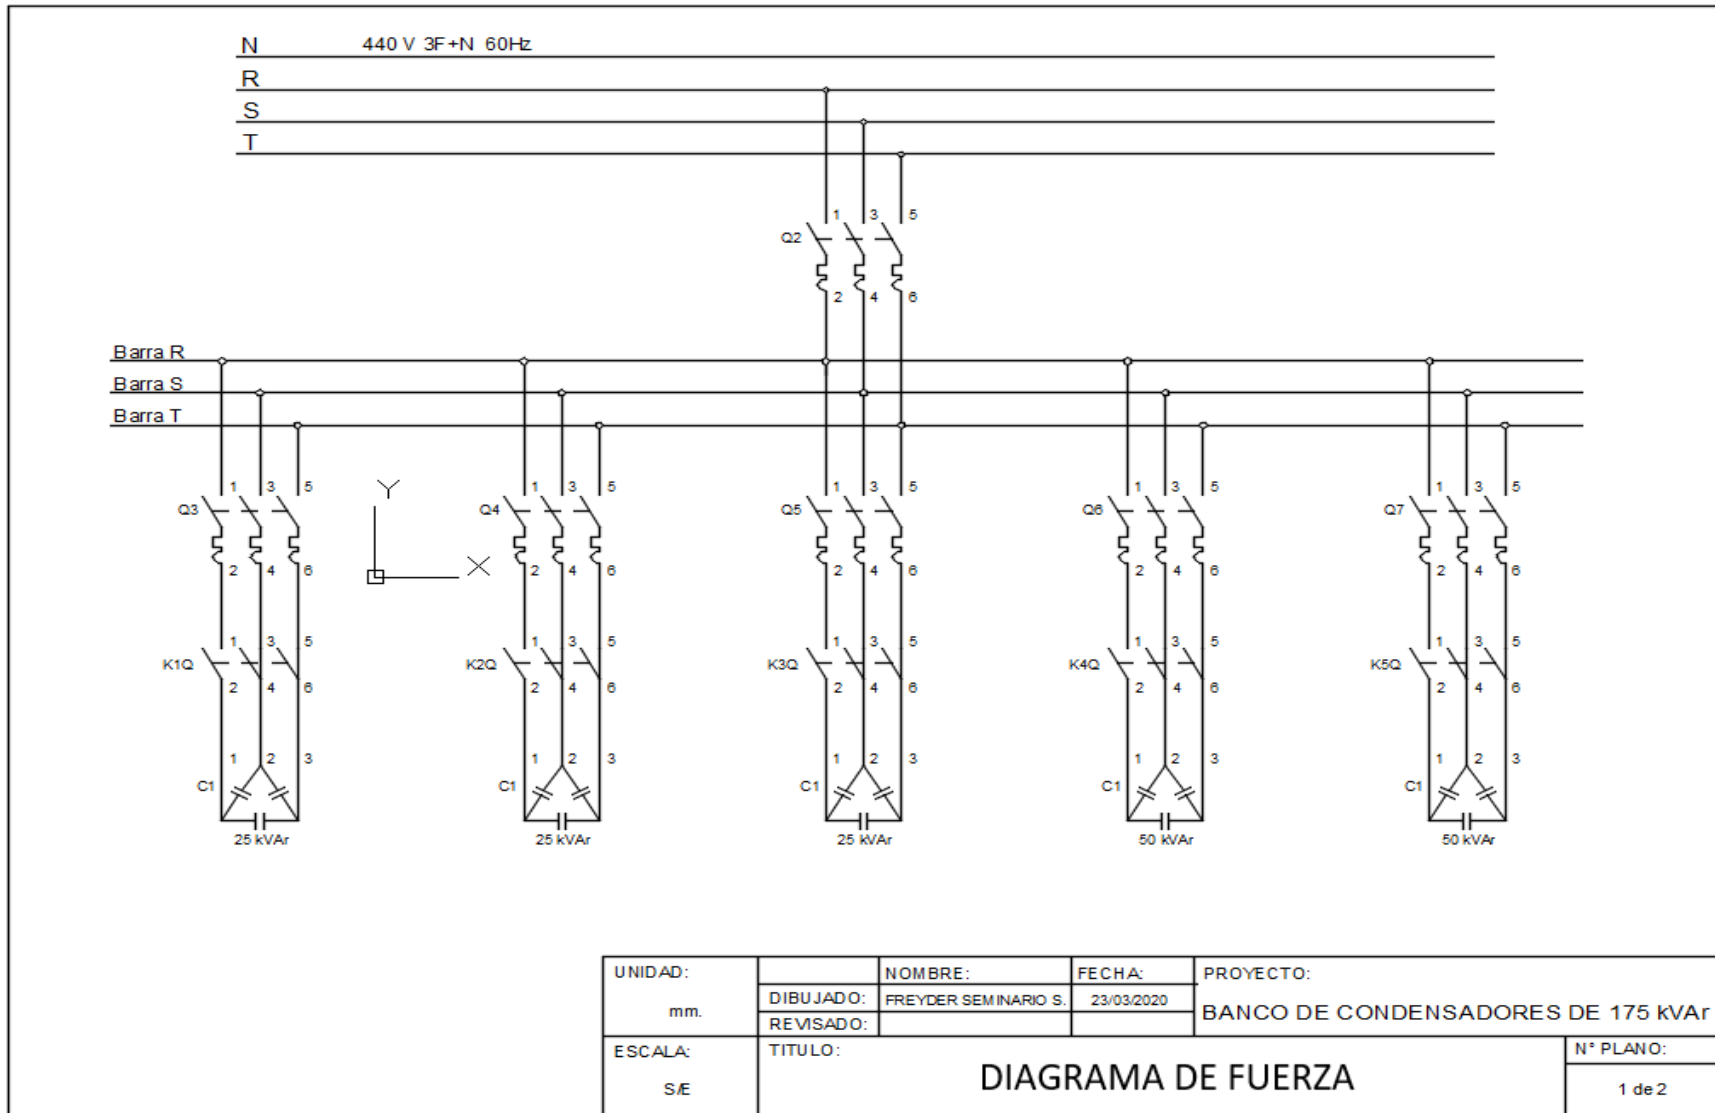 N 440 V 3F+N 60Hz
R
S
T
1 3 5
Q2
2 4 6
Barra R
Barra S
Barra T
1 3 5 Y 1 3 5 1 3 5 1 3 5 1 3 5
Q3 Q4 Q5 Q6 Q7
X
2 4 6 2 4 6 2 4 6 2 4 6 2 4 6
1 3 5 1 3 5 1 3 5 1 3 5 1 3 5
K1Q K2Q K3Q K4Q K5Q
2 4 6 2 4 6 2 4 6 2 4 6 2 4 6
1 2 3 1 2 3 1 2 3 1 2 3 1 2 3
C1 C1 C1 C1 C1
25 kVAr 25 kVAr 25 kVAr 50 kVAr 50 kVAr
UNIDAD: NOMBRE: FECHA: PROYECTO:
mm. DIBUJADO: FREYDER SEMINARIO S. 23/03/2020 BANCO DE CONDENSADORES DE 175 kVAr
REVISADO:
ESCALA: TITULO: N° PLANO:
S/E DIAGRAMA DE FUERZA 1 de 2